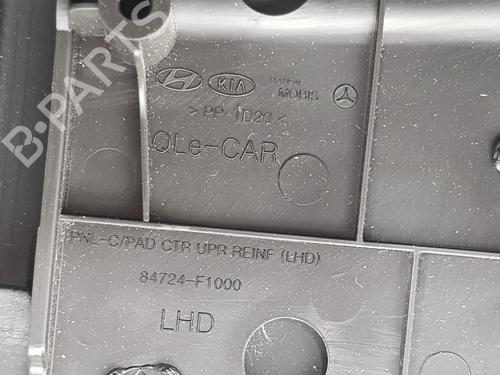 B-PARTS
KIA
MOBIS
>PP-TD20<
QLe-CAR
PNL-C/PAD CTR UPR REINF (LHD)
84724-F1000
LHD